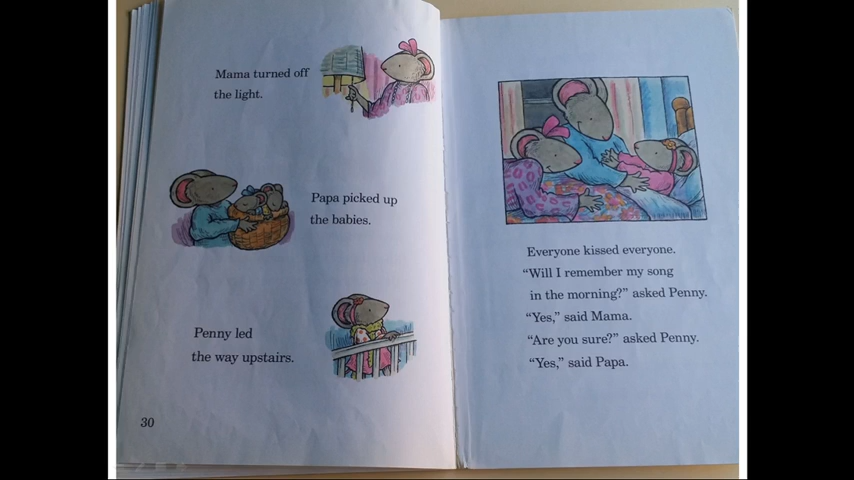 Mama turned off
the light.
Papa picked up
the babies.
Penny led
the way upstairs.
30
Everyone kissed everyone.
“Will I remember my song
in the morning?” asked Penny.
“Yes,” said Mama.
“Are you sure?” asked Penny.
“Yes,” said Papa.